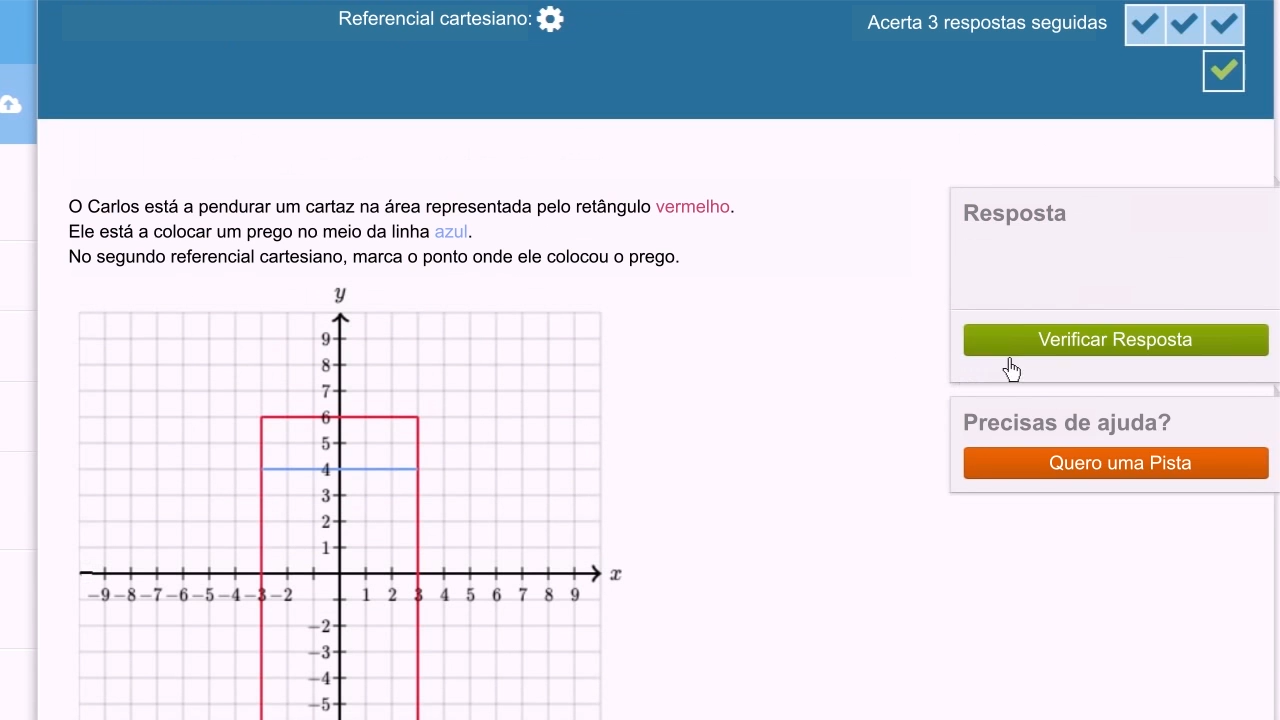 Referencial cartesiano:
Acerta 3 respostas seguidas
O Carlos está a pendurar um cartaz na área representada pelo retângulo vermelho.
Ele está a colocar um prego no meio da linha azul.
No segundo referencial cartesiano, marca o ponto onde ele colocou o prego.
Resposta
Verificar Resposta
Precisas de ajuda?
Quero uma Pista
y
9
8
7
6
5
4
3
2
1
x
−9 −8 −7 −6 −5 −4 −3 −2 1 2 3 4 5 6 7 8 9
−2
−3
−4
−5